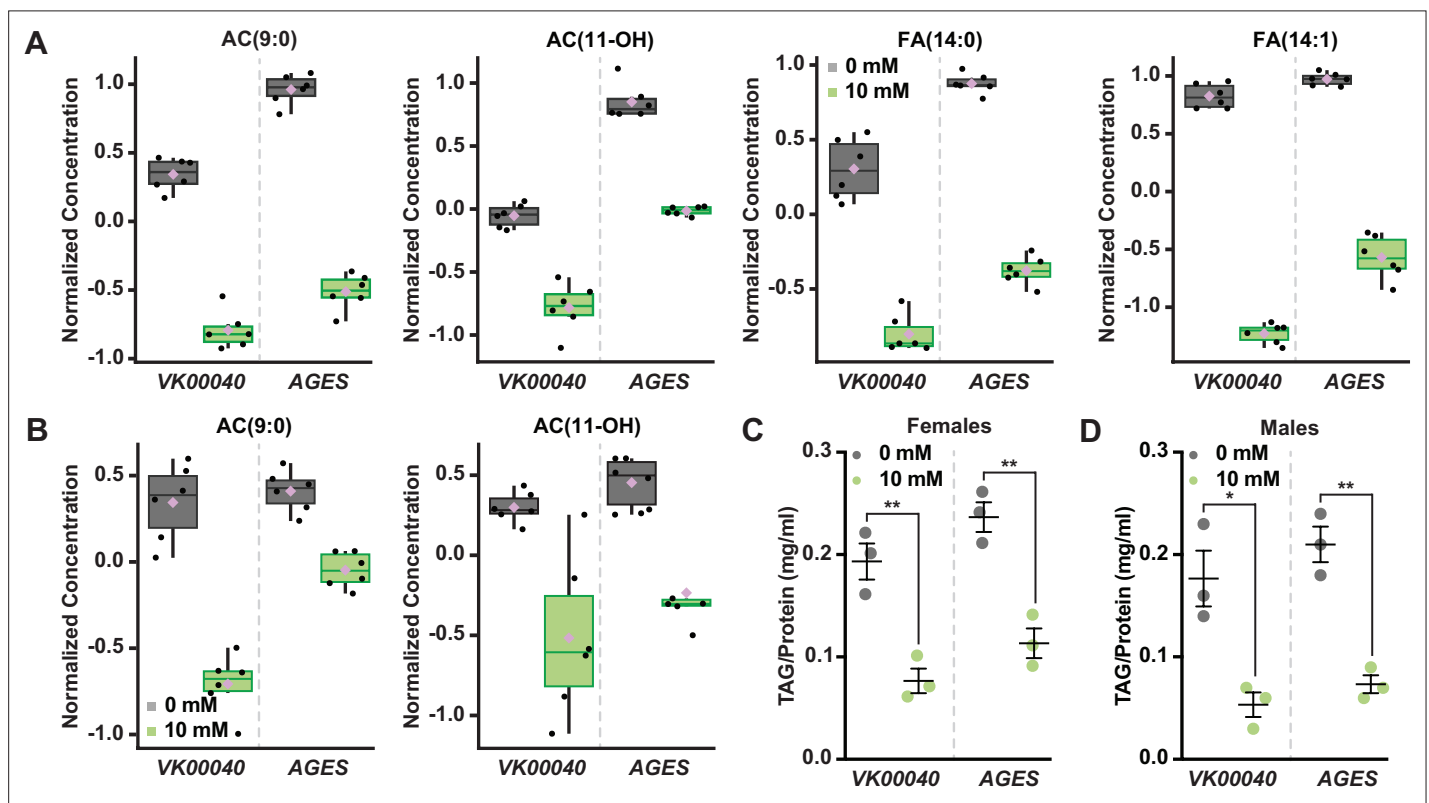 A
AC(9:0)
Normalized Concentration
1.0
0.5
0.0
-0.5
-1.0
VK00040 AGES
AC(11-OH)
Normalized Concentration
1.0
0.5
0.0
-0.5
-1.0
VK00040 AGES
FA(14:0)
0 mM
10 mM
Normalized Concentration
1.0
0.5
0.0
-0.5
VK00040 AGES
FA(14:1)
Normalized Concentration
1.0
0.5
0.0
-0.5
-1.0
VK00040 AGES
B
AC(9:0)
Normalized Concentration
0.5
0.0
-0.5
-1.0
0 mM
10 mM
VK00040 AGES
AC(11-OH)
Normalized Concentration
0.5
0.0
-0.5
-1.0
VK00040 AGES
C
Females
0 mM
10 mM
TAG/Protein (mg/ml)
0.3
0.2
0.1
0.0
**
**
VK00040 AGES
D
Males
0 mM
10 mM
TAG/Protein (mg/ml)
0.3
0.2
0.1
0.0
*
**
VK00040 AGES